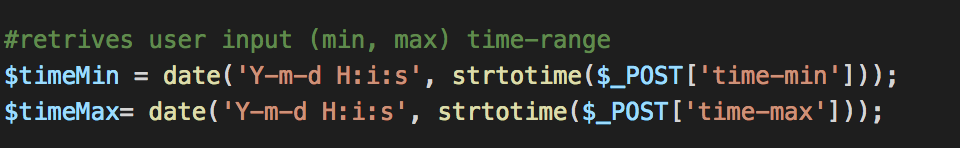 #retrives user input (min, max) time-range
$timeMin = date('Y-m-d H:i:s', strtotime($_POST['time-min']));
$timeMax= date('Y-m-d H:i:s', strtotime($_POST['time-max']));